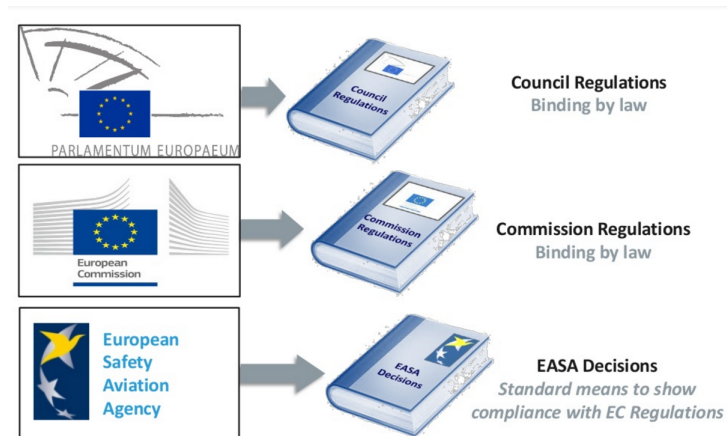 PARLAMENTUM EUROPAEUM
Council
Regulations
Council Regulations
Binding by law
European
Commission
Commission
Regulations
Commission Regulations
Binding by law
European
Safety
Aviation
Agency
EASA
Decisions
EASA Decisions
Standard means to show
compliance with EC Regulations